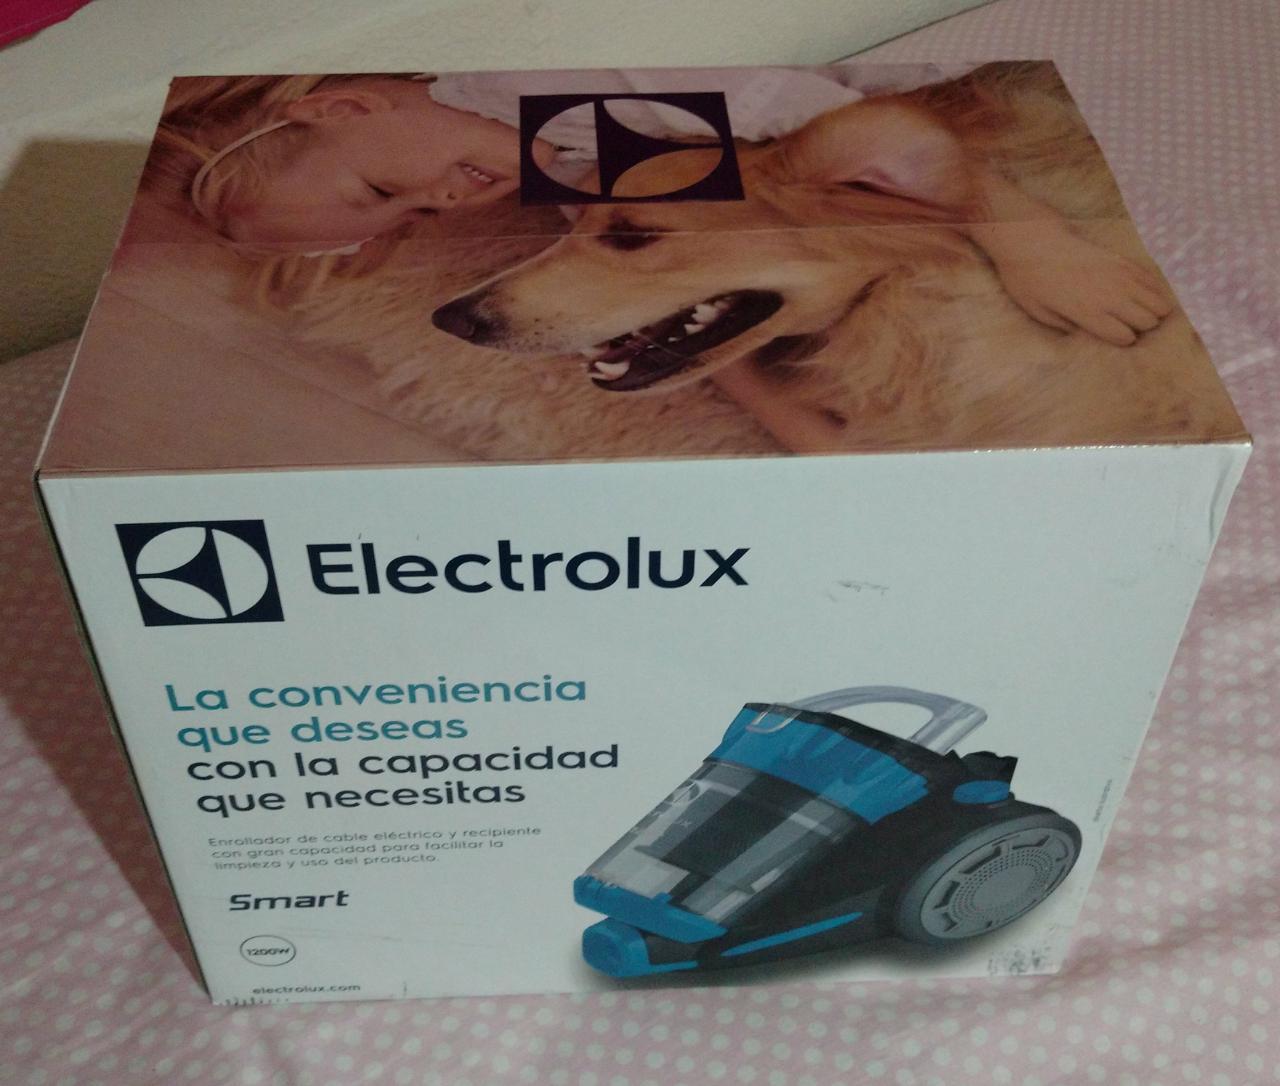 Electrolux
La conveniencia
que deseas
con la capacidad
que necesitas
Enrollador de cable eléctrico y recipiente
con gran capacidad para facilitar la
limpieza y uso del producto.
Smart
1200W
electrolux.com